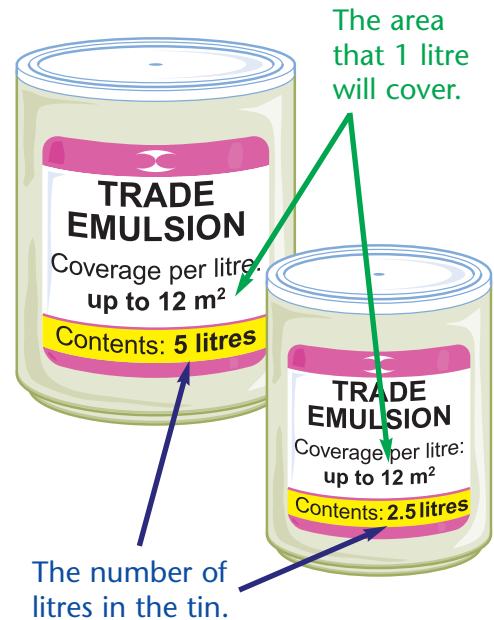 The area
that 1 litre
will cover.
TRADE
EMULSION
Coverage per litre:
up to 12 m²
Contents: 5 litres
TRADE
EMULSION
Coverage per litre:
up to 12 m²
Contents: 2.5 litres
The number of
litres in the tin.